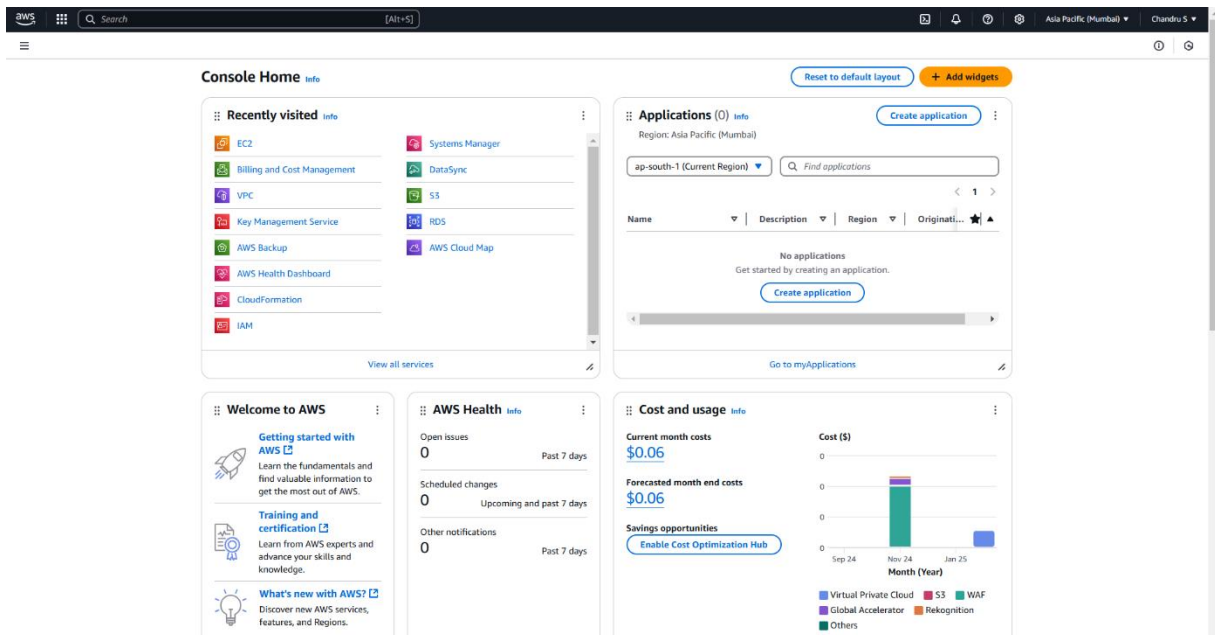 aws
Search [Alt+S]
Asia Pacific (Mumbai) ▼
Chandru S ▼
Console Home Info
Reset to default layout
+ Add widgets
Recently visited Info
EC2
Billing and Cost Management
VPC
Key Management Service
AWS Backup
AWS Health Dashboard
CloudFormation
IAM
Systems Manager
DataSync
S3
RDS
AWS Cloud Map
View all services
Applications (0) Info
Create application
Region: Asia Pacific (Mumbai)
ap-south-1 (Current Region) ▼
Find applications
1
Name
Description
Region
Originati...
No applications
Get started by creating an application.
Create application
Go to myApplications
Welcome to AWS
Getting started with
AWS
Learn the fundamentals and
find valuable information to
get the most out of AWS.
Training and
certification
Learn from AWS experts and
advance your skills and
knowledge.
What's new with AWS?
Discover new AWS services,
features, and Regions.
AWS Health Info
Open issues
0 Past 7 days
Scheduled changes
0 Upcoming and past 7 days
Other notifications
0 Past 7 days
Cost and usage Info
Current month costs
$0.06
Forecasted month end costs
$0.06
Savings opportunities
Enable Cost Optimization Hub
Cost ($)
0
0
0
0
Sep 24 Nov 24 Jan 25
Month (Year)
Virtual Private Cloud S3 WAF
Global Accelerator Rekognition
Others